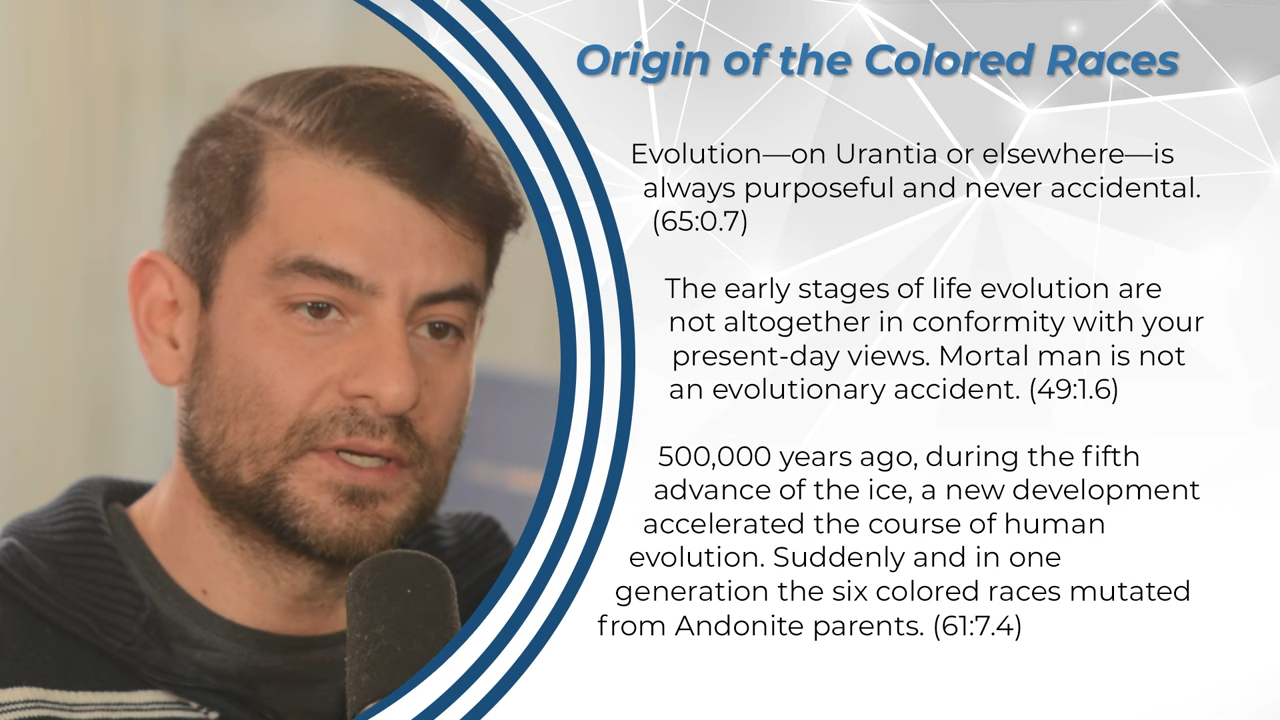 Origin of the Colored Races
Evolution—on Urantia or elsewhere—is
always purposeful and never accidental.
(65:0.7)
The early stages of life evolution are
not altogether in conformity with your
present-day views. Mortal man is not
an evolutionary accident. (49:1.6)
500,000 years ago, during the fifth
advance of the ice, a new development
accelerated the course of human
evolution. Suddenly and in one
generation the six colored races mutated
from Andonite parents. (61:7.4)